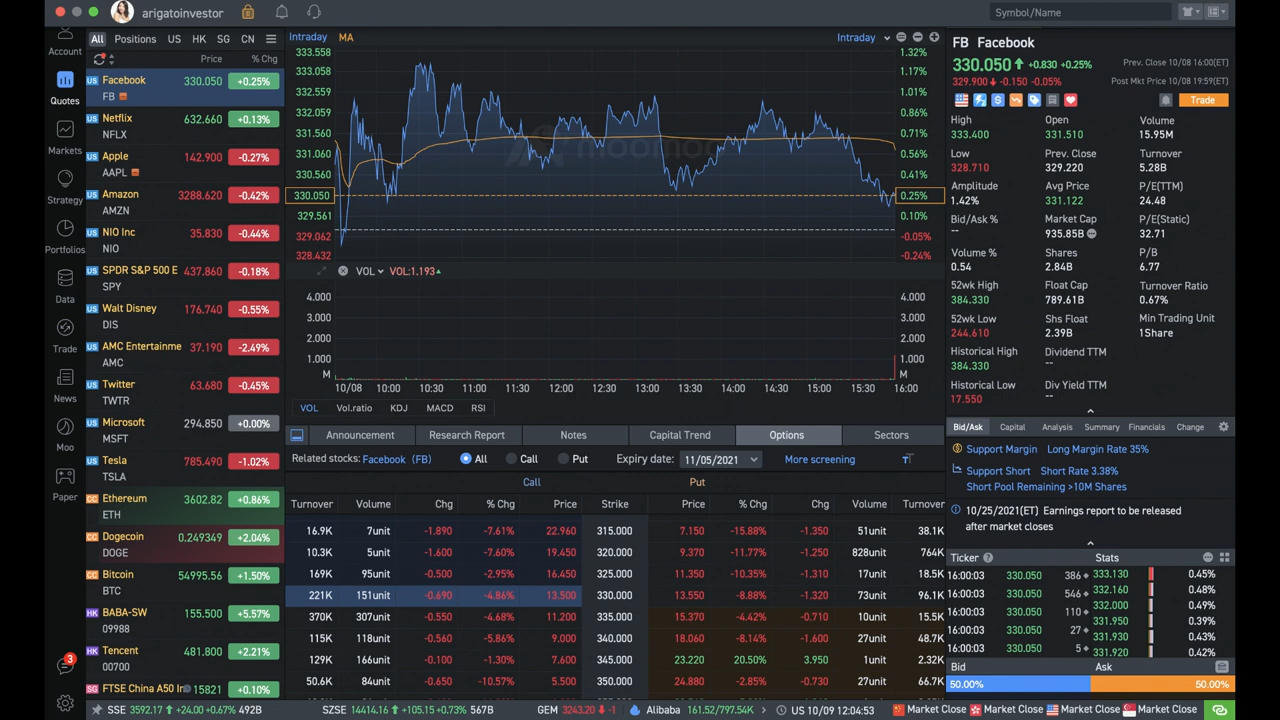 arigatoinvestor
Symbol/Name
Account
Quotes
Markets
Strategy
Portfolios
Data
Trade
News
Moo
Paper
3
All Positions US HK SG CN
Price % Chg
US Facebook 330.050 +0.25%
FB
US Netflix 632.660 +0.13%
NFLX
US Apple 142.900 -0.27%
AAPL
US Amazon 3288.620 -0.42%
AMZN
US NIO Inc 35.830 -0.44%
NIO
US SPDR S&P 500 E 437.860 -0.18%
SPY
US Walt Disney 176.740 -0.55%
DIS
US AMC Entertainme 37.190 -2.49%
AMC
US Twitter 63.680 -0.45%
TWTR
US Microsoft 294.850 +0.00%
MSFT
US Tesla 785.490 -1.02%
TSLA
CC Ethereum 3602.82 +0.86%
ETH
CC Dogecoin 0.249349 +2.04%
DOGE
CC Bitcoin 54995.56 +1.50%
BTC
HK BABA-SW 155.500 +5.57%
09988
HK Tencent 481.800 +2.21%
00700
SG FTSE China A50 In 15821 +0.10%
Intraday MA Intraday
333.558 1.32%
333.058 1.17%
332.559 1.01%
332.059 0.86%
331.560 0.71%
331.060 0.56%
330.560 0.41%
330.050 0.25%
329.561 0.10%
329.062 -0.05%
328.432 -0.24%
moomoo
VOL VOL:1.193
4.000 4.000
3.000 3.000
2.000 2.000
1.000 1.000
M M
10/08 10:00 10:30 11:00 11:30 12:00 12:30 13:00 13:30 14:00 14:30 15:00 15:30 16:00
VOL Vol.ratio KDJ MACD RSI
Announcement Research Report Notes Capital Trend Options Sectors
Related stocks: Facebook (FB) All Call Put Expiry date: 11/05/2021 More screening
Call Put
Turnover Volume Chg % Chg Price Strike Price % Chg Chg Volume Turnover
16.9K 7unit -1.890 -7.61% 22.960 315.000 7.150 -15.88% -1.350 51unit 38.1K
10.3K 5unit -1.600 -7.60% 19.450 320.000 9.370 -11.77% -1.250 828unit 764K
169K 95unit -0.500 -2.95% 16.450 325.000 11.350 -10.35% -1.310 17unit 18.5K
221K 151unit -0.690 -4.86% 13.500 330.000 13.550 -8.88% -1.320 73unit 96.1K
370K 307unit -0.550 -4.68% 11.200 335.000 15.370 -4.42% -0.710 10unit 15.5K
115K 118unit -0.560 -5.86% 9.000 340.000 18.060 -8.14% -1.600 27unit 48.7K
129K 166unit -0.100 -1.30% 7.600 345.000 23.220 20.50% 3.950 1unit 2.32K
50.6K 84unit -0.650 -10.57% 5.500 350.000 24.880 -2.85% -0.730 27unit 66.7K
FB Facebook
330.050 +0.830 +0.25% Prev. Close 10/08 16:00(ET)
329.900 -0.150 -0.05% Post Mkt Price 10/08 19:59(ET)
Trade
High Open Volume
333.400 331.510 15.95M
Low Prev. Close Turnover
328.710 329.220 5.28B
Amplitude Avg Price P/E(TTM)
1.42% 331.122 24.48
Bid/Ask % Market Cap P/E(Static)
-- 935.85B 32.71
Volume % Shares P/B
0.54 2.84B 6.77
52wk High Float Cap Turnover Ratio
384.330 789.61B 0.67%
52wk Low Shs Float Min Trading Unit
244.610 2.39B 1Share
Historical High Dividend TTM
384.330 --
Historical Low Div Yield TTM
17.550 --
Bid/Ask Capital Analysis Summary Financials Change
Support Margin Long Margin Rate 35%
Support Short Short Rate 3.38%
Short Pool Remaining >10M Shares
10/25/2021(ET) Earnings report to be released
after market closes
Ticker Stats
16:00:03 330.050 386 333.130 0.45%
16:00:03 330.050 546 332.160 0.48%
16:00:03 330.050 110 332.000 0.49%
16:00:03 330.050 27 331.950 0.39%
16:00:03 330.050 5 331.930 0.43%
331.920 0.42%
Bid Ask
50.00% 50.00%
SSE 3592.17 +24.00 +0.67% 492B SZSE 14414.16 +105.15 +0.73% 567B GEM 3243.20 -1 Alibaba 161.52/797.54K US 10/09 12:04:53 Market Close Market Close Market Close Market Close